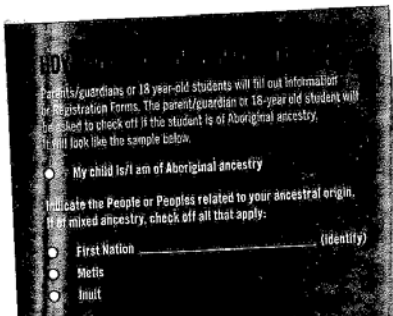 HOW
Parents/guardians or 18 year-old students will fill out information
or Registration Forms. The parent/guardian or 18-year old student will
be asked to check off if the student is of Aboriginal ancestry.
It will look like the sample below.
My child is/I am of Aboriginal ancestry
Indicate the People or Peoples related to your ancestral origin.
If of mixed ancestry, check off all that apply:
First Nation (identify)
Metis
Inuit